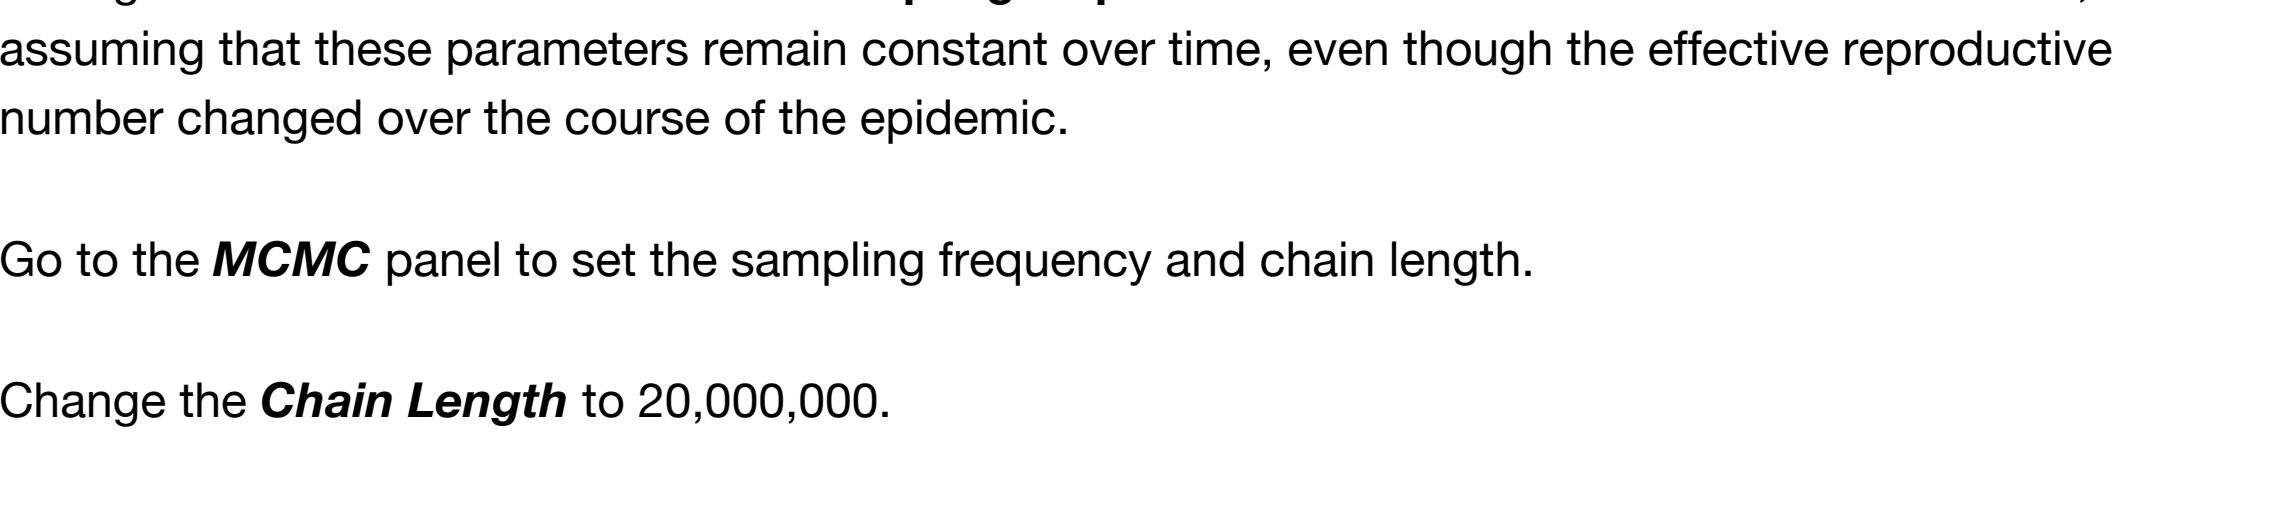 assuming that these parameters remain constant over time, even though the effective reproductive
number changed over the course of the epidemic.
Go to the MCMC panel to set the sampling frequency and chain length.
Change the Chain Length to 20,000,000.